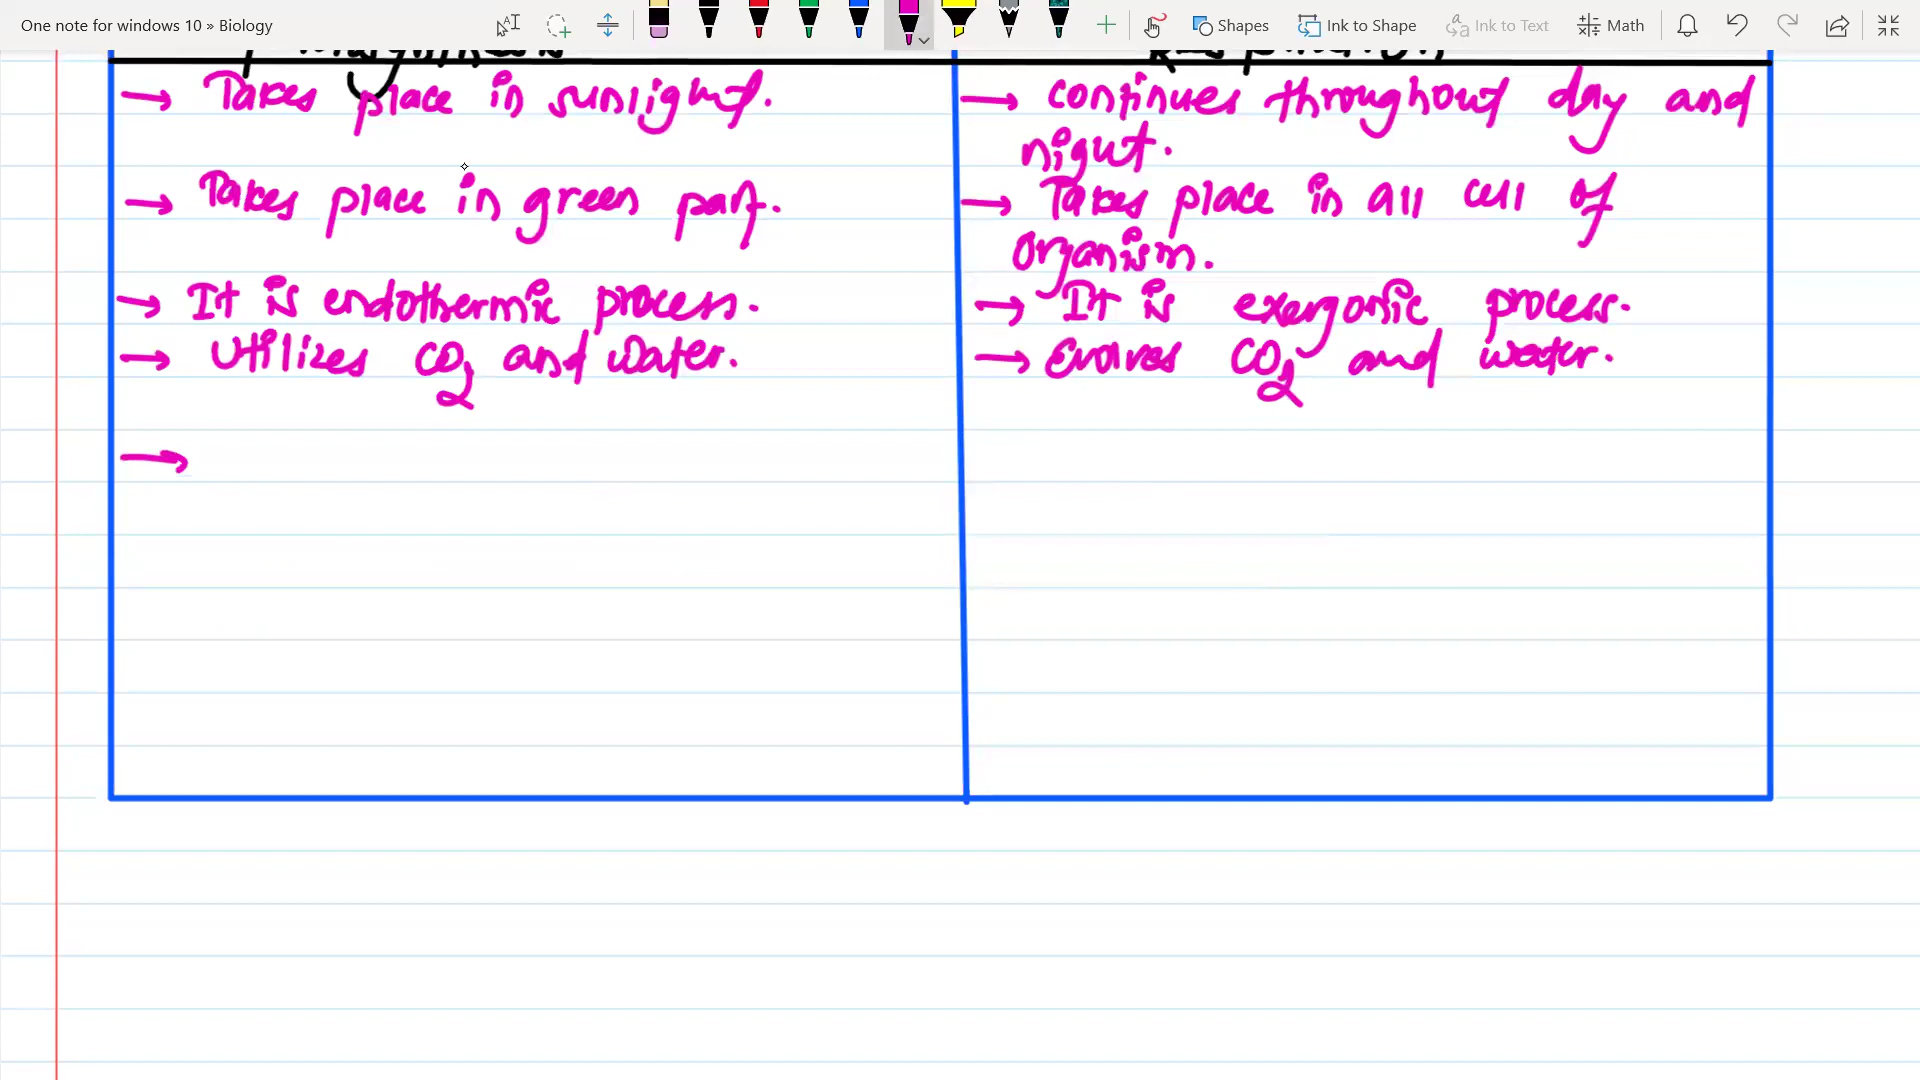 One note for windows 10 » Biology
Shapes
Ink to Shape
Ink to Text
Math
→ Takes place in sunlight.
→ Takes place in green part.
→ It is endothermic process.
→ Utilizes CO2 and water.
→
Respiration
→ continues throughout day and
night.
→ Takes place in all cell of
organism.
→ It is exergonic process.
→ Evolves CO2 and water.